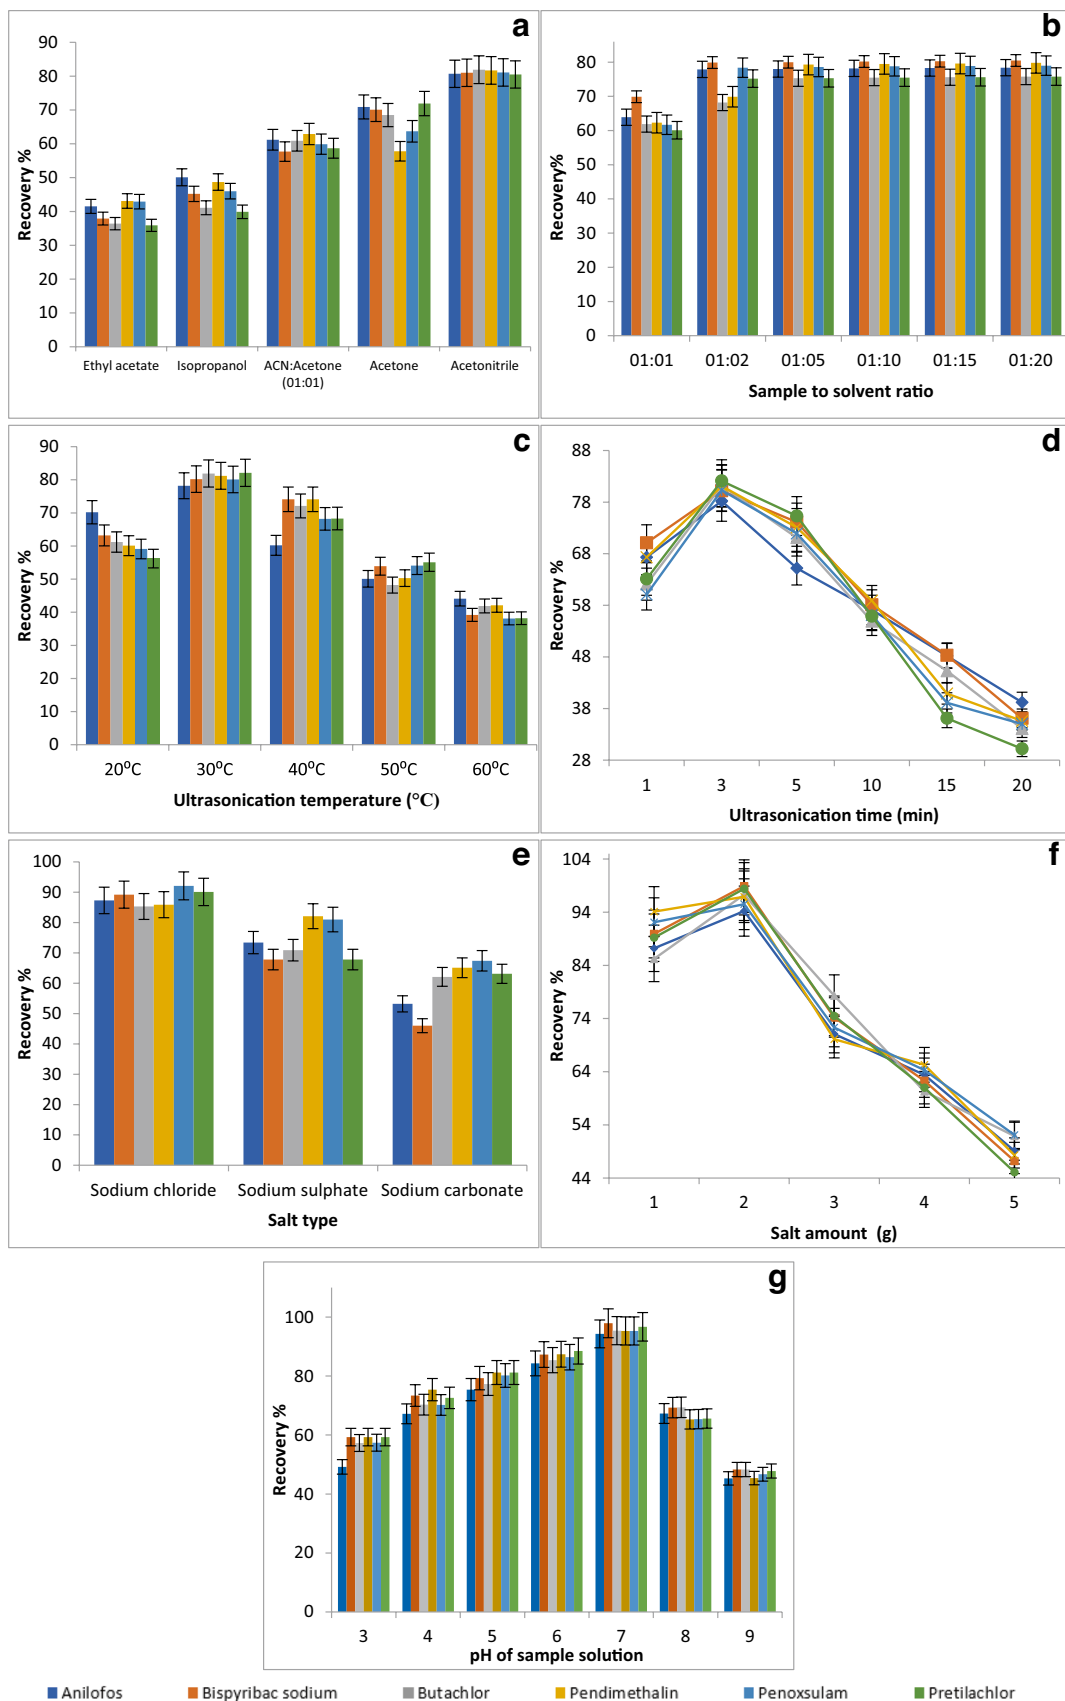 a
90
80
70
60
50
40
30
20
10
0
Recovery %
Ethyl acetate Isopropanol ACN:Acetone (01:01) Acetone Acetonitrile
b
80
70
60
50
40
30
20
10
0
Recovery%
01:01 01:02 01:05 01:10 01:15 01:20
Sample to solvent ratio
c
90
80
70
60
50
40
30
20
10
0
Recovery %
20ºC 30ºC 40ºC 50ºC 60ºC
Ultrasonication temperature (°C)
d
88
78
68
58
48
38
28
Recovery %
1 3 5 10 15 20
Ultrasonication time (min)
e
100
90
80
70
60
50
40
30
20
10
0
Recovery %
Sodium chloride Sodium sulphate Sodium carbonate
Salt type
f
104
94
84
74
64
54
44
Recovery %
1 2 3 4 5
Salt amount (g)
g
100
80
60
40
20
0
Recovery %
3 4 5 6 7 8 9
pH of sample solution
Anilofos Bispyribac sodium Butachlor Pendimethalin Penoxsulam Pretilachlor